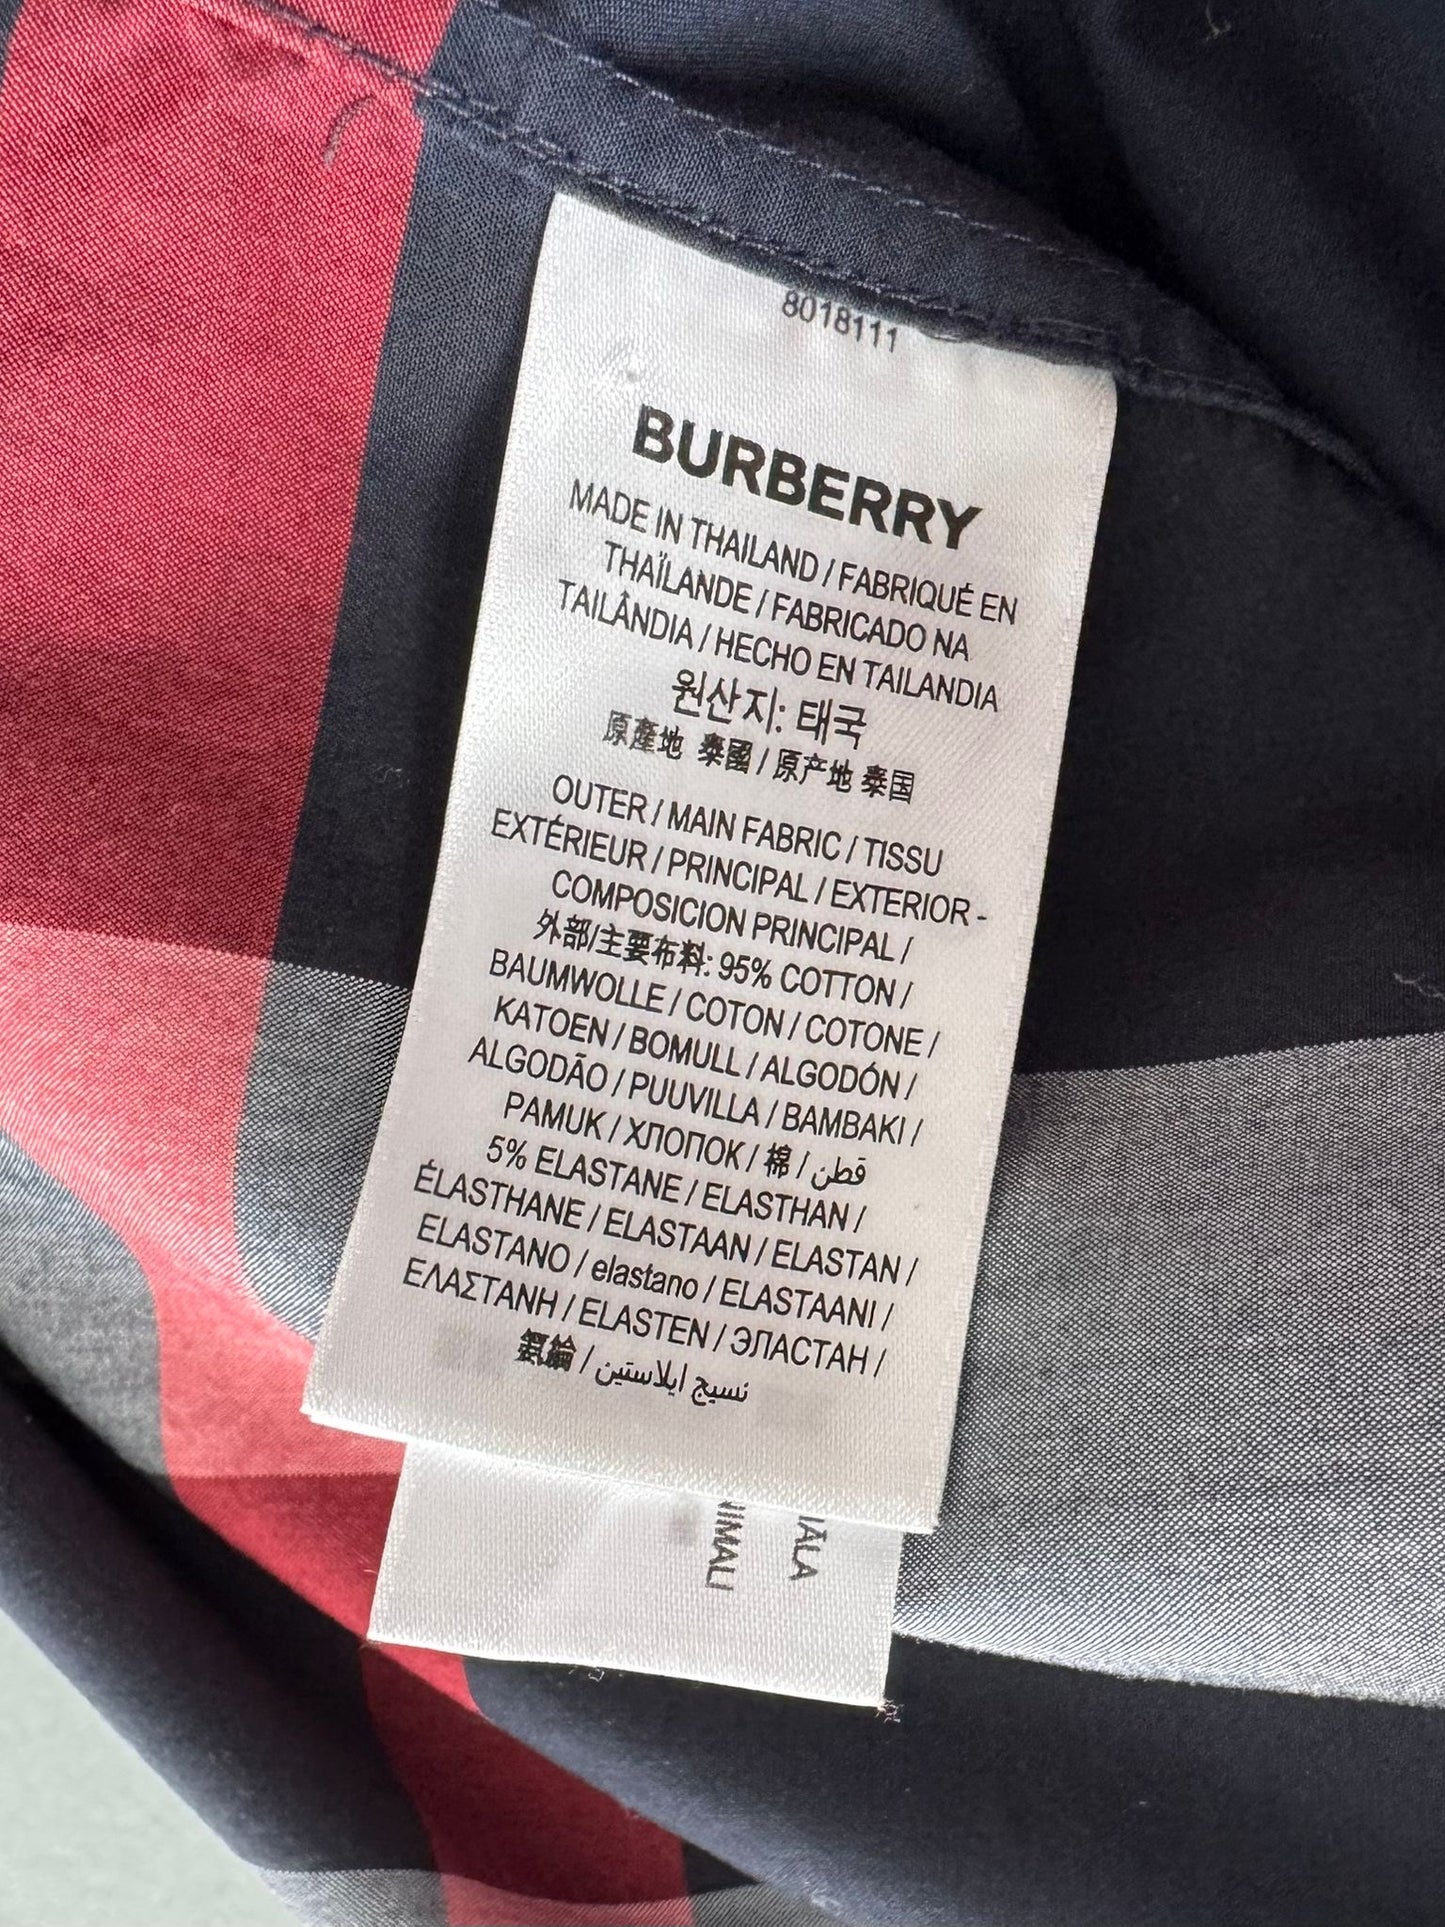 8018111
BURBERRY
MADE IN THAILAND / FABRIQUÉ EN
THAÏLANDE / FABRICADO NA
TAILÂNDIA / HECHO EN TAILANDIA
원산지: 태국
原產地 泰國 / 原产地 泰国
OUTER / MAIN FABRIC / TISSU
EXTÉRIEUR / PRINCIPAL / EXTERIOR -
COMPOSICION PRINCIPAL /
外部/主要布料: 95% COTTON /
BAUMWOLLE / COTON / COTONE /
KATOEN / BOMULL / ALGODÓN /
ALGODÃO / PUUVILLA / BAMBAKI /
PAMUK / ХЛОПОК / 棉 / قطن
5% ELASTANE / ELASTHAN /
ÉLASTHANE / ELASTAAN / ELASTAN /
ELASTANO / elastano / ELASTAANI /
ΕΛΑΣΤΑΝΗ / ELASTEN / ЭЛАСТАН /
氨綸 / نسيج ايلاستين